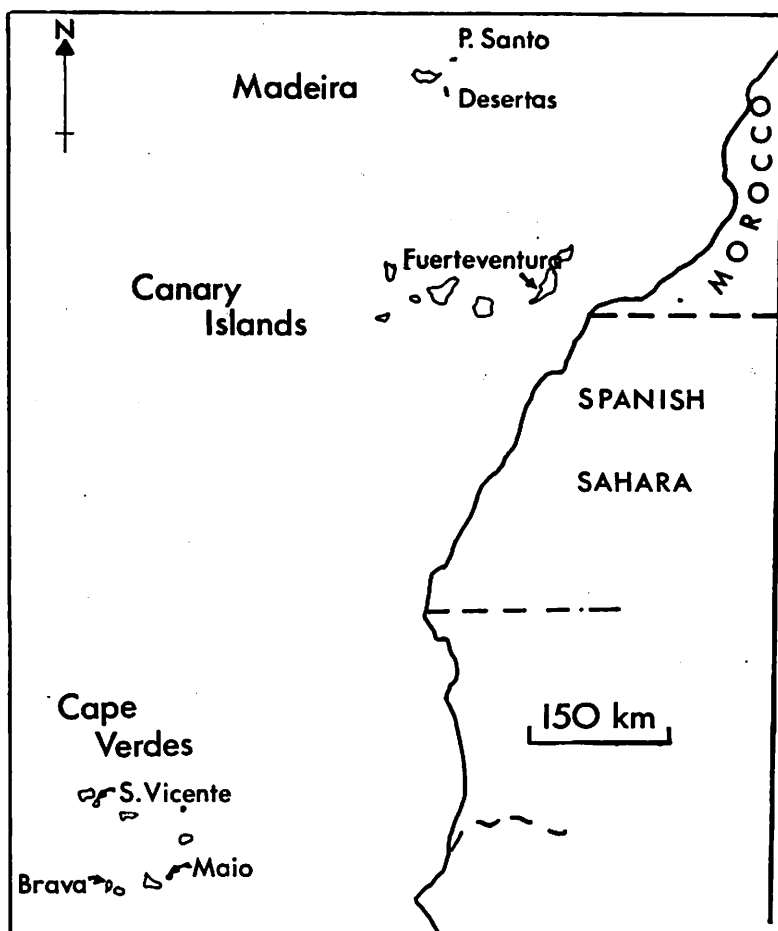 N
P. Santo
Madeira
Desertas
MOROCCO
Fuerteventura
Canary
Islands
SPANISH
SAHARA
Cape
Verdes
150 km
S. Vicente
Maio
Brava